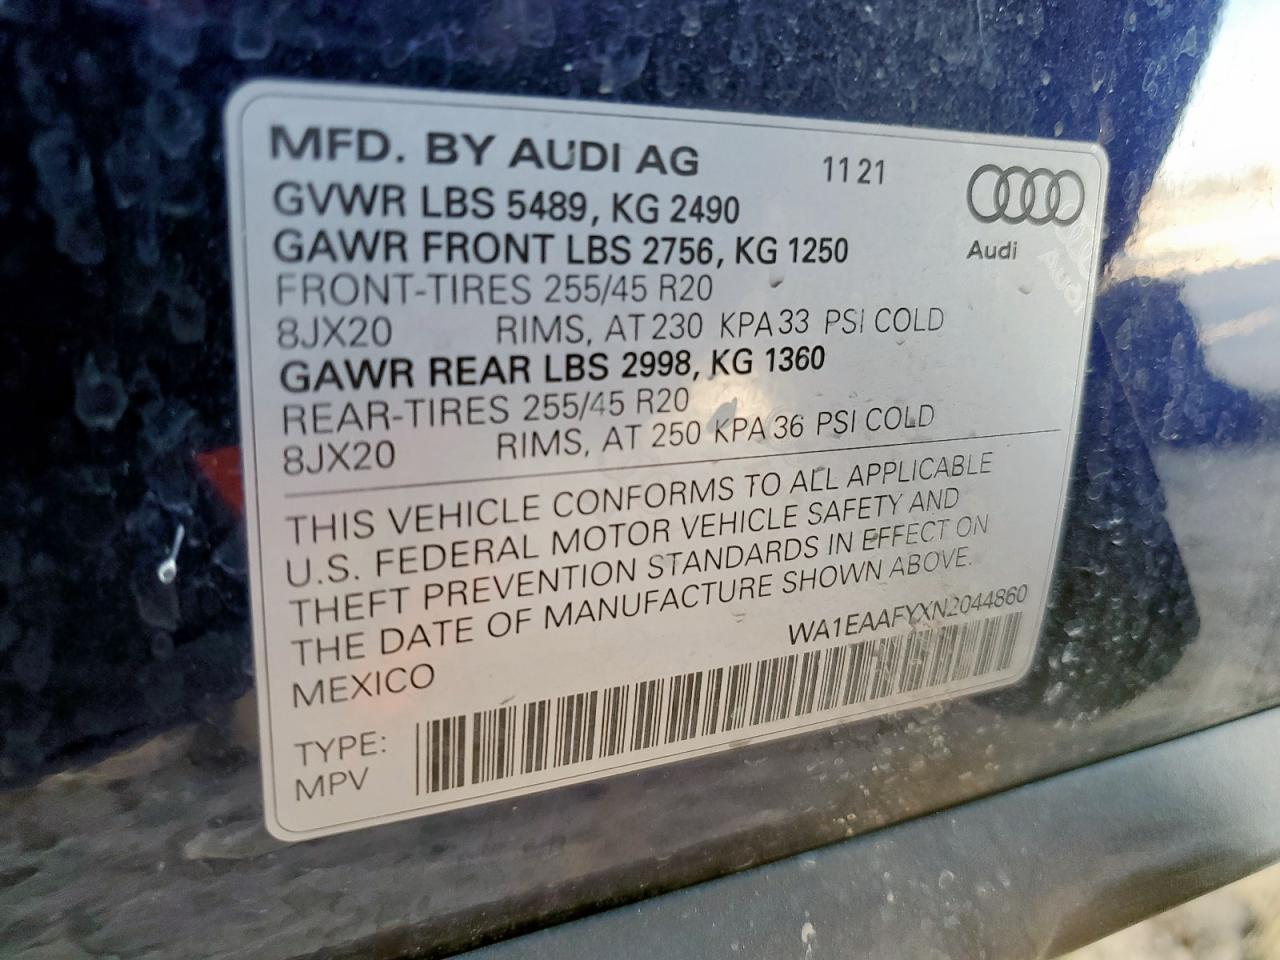 MFD. BY AUDI AG 11 21
Audi
GVWR LBS 5489, KG 2490
GAWR FRONT LBS 2756, KG 1250
FRONT-TIRES 255/45 R20
8JX20 RIMS, AT 230 KPA 33 PSI COLD
GAWR REAR LBS 2998, KG 1360
REAR-TIRES 255/45 R20
8JX20 RIMS, AT 250 KPA 36 PSI COLD
THIS VEHICLE CONFORMS TO ALL APPLICABLE
U.S. FEDERAL MOTOR VEHICLE SAFETY AND
THEFT PREVENTION STANDARDS IN EFFECT ON
THE DATE OF MANUFACTURE SHOWN ABOVE.
WA1EAAFYXN2044860
MEXICO
TYPE:
MPV